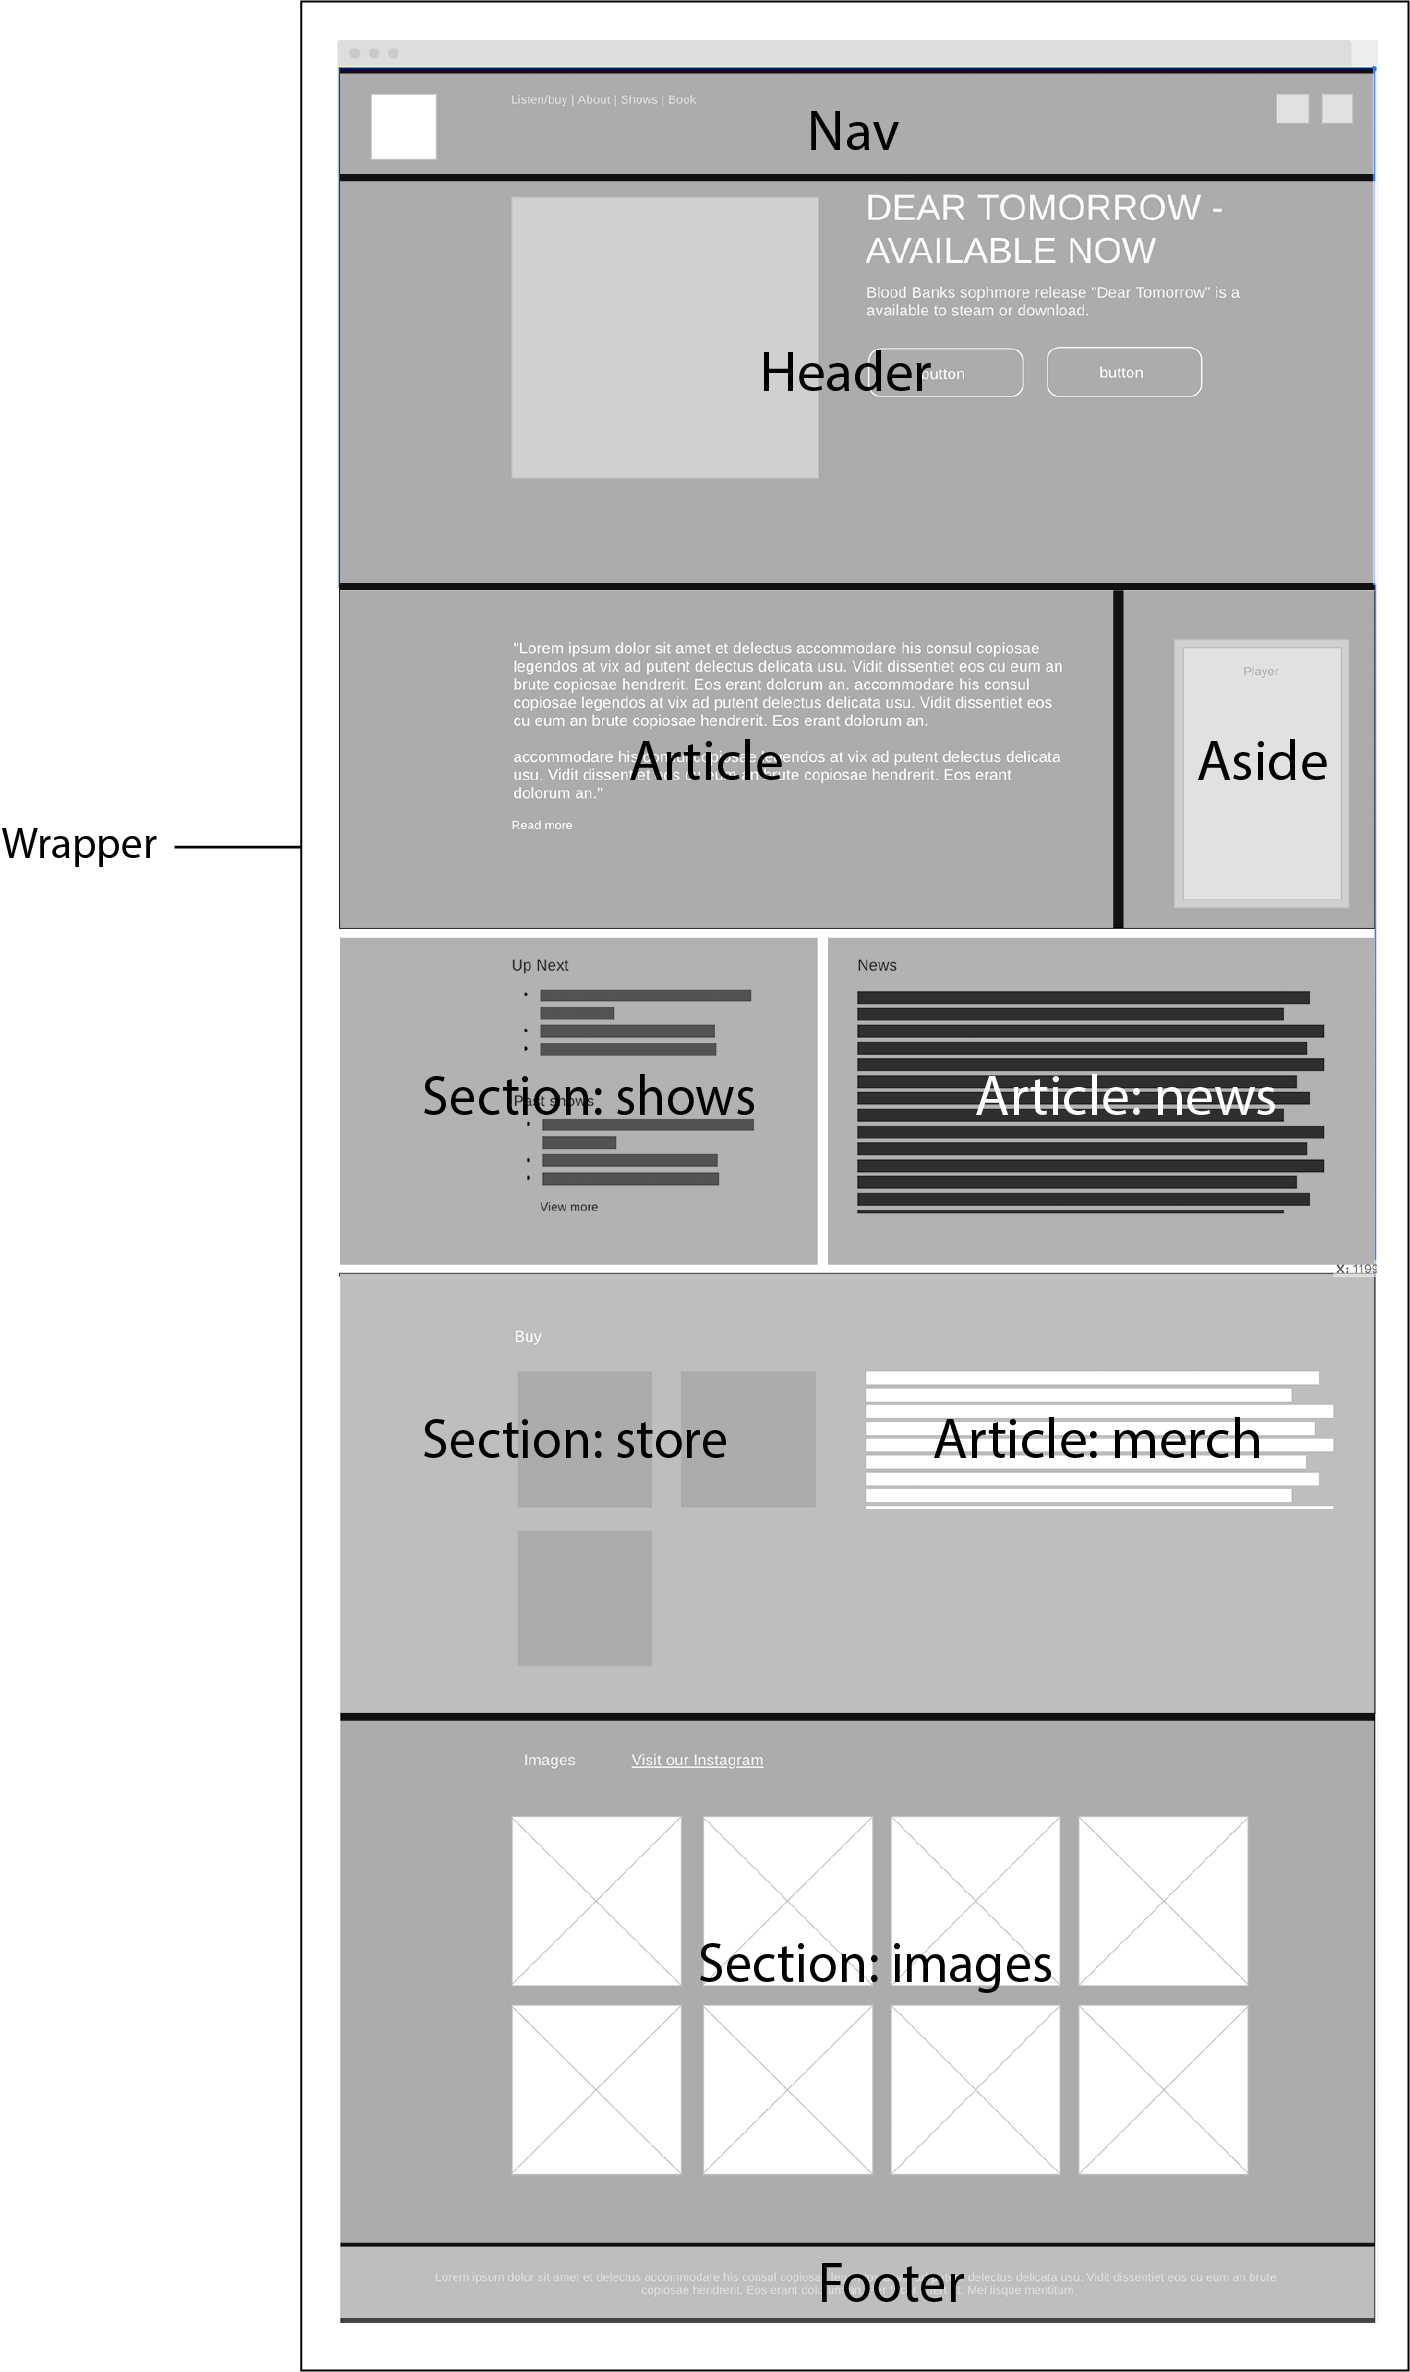 Listen/buy | About | Shows | Book
Nav
DEAR TOMORROW -
AVAILABLE NOW
Blood Banks sophmore release "Dear Tomorrow" is a
available to steam or download.
Header
button
button
"Lorem ipsum dolor sit amet et delectus accommodare his consul copiosae
legendos at vix ad putent delectus delicata usu. Vidit dissentiet eos cu eum an
brute copiosae hendrerit. Eos erant dolorum an. accommodare his consul
copiosae legendos at vix ad putent delectus delicata usu. Vidit dissentiet eos
cu eum an brute copiosae hendrerit. Eos erant dolorum an.
accommodare his consul copiosae legendos at vix ad putent delectus delicata
usu. Vidit dissentiet eos cu eum an brute copiosae hendrerit. Eos erant
dolorum an."
Article
Read more
Player
Aside
Wrapper
Up Next
Section: shows
Past shows
View more
News
Article: news
X: 1199
Buy
Section: store
Article: merch
Images
Visit our Instagram
Section: images
Lorem ipsum dolor sit amet et delectus accommodare his consul copiosae delectus delicata usu. Vidit dissentiet eos cu eum an brute
copiosae hendrerit. Eos erant Mei iisque mentitum
Footer